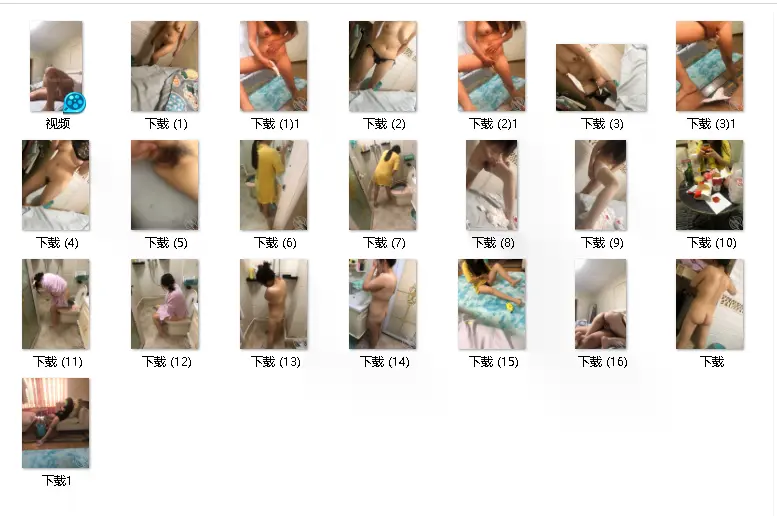 视频
下载 (1)
下载 (1)1
下载 (2)
下载 (2)1
下载 (3)
下载 (3)1
下载 (4)
下载 (5)
下载 (6)
下载 (7)
下载 (8)
下载 (9)
下载 (10)
下载 (11)
下载 (12)
下载 (13)
下载 (14)
下载 (15)
下载 (16)
下载
下载1